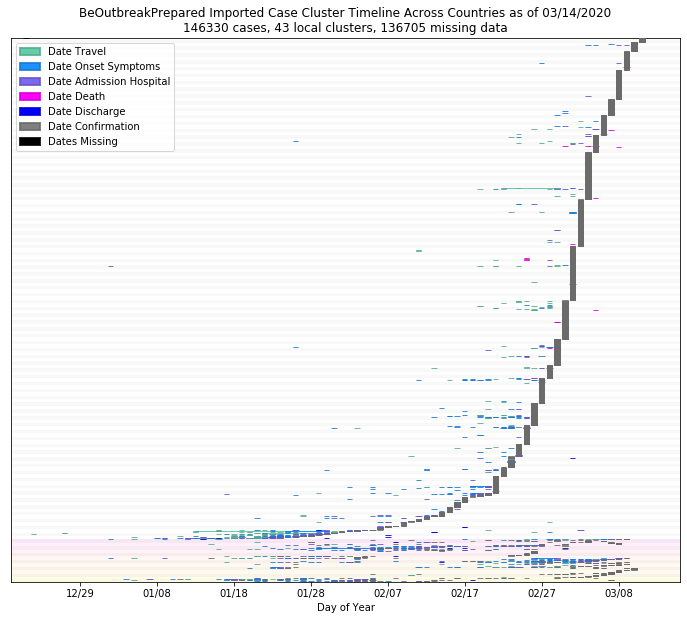 BeOutbreakPrepared Imported Case Cluster Timeline Across Countries as of 03/14/2020
146330 cases, 43 local clusters, 136705 missing data
Date Travel
Date Onset Symptoms
Date Admission Hospital
Date Death
Date Discharge
Date Confirmation
Dates Missing
12/29 01/08 01/18 01/28 02/07 02/17 02/27 03/08
Day of Year